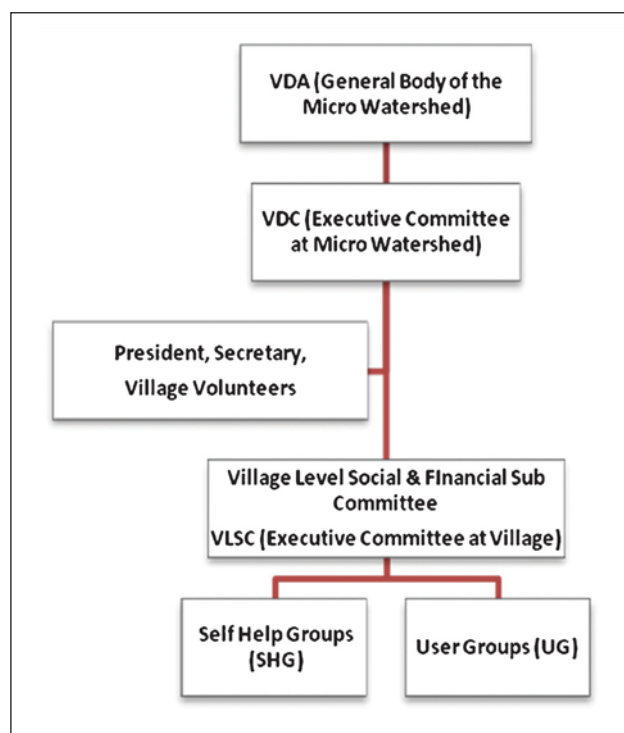 VDA (General Body of the
Micro Watershed)
VDC (Executive Committee
at Micro Watershed)
President, Secretary,
Village Volunteers
Village Level Social & FInancial Sub
Committee
VLSC (Executive Committee at Village)
Self Help Groups
(SHG)
User Groups (UG)